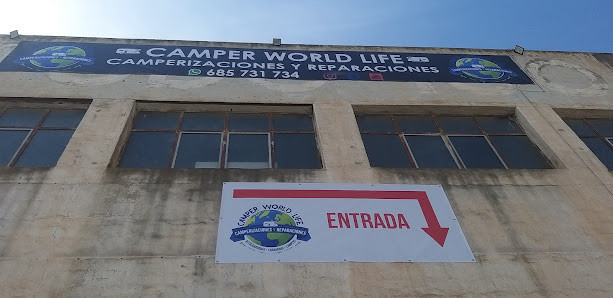 CAMPER WORLD LIFE
CAMPERIZACIONES Y REPARACIONES
685 731 734
CAMPER WORLD LIFE
CAMPERIZACIONES Y REPARACIONES
ENTRADA